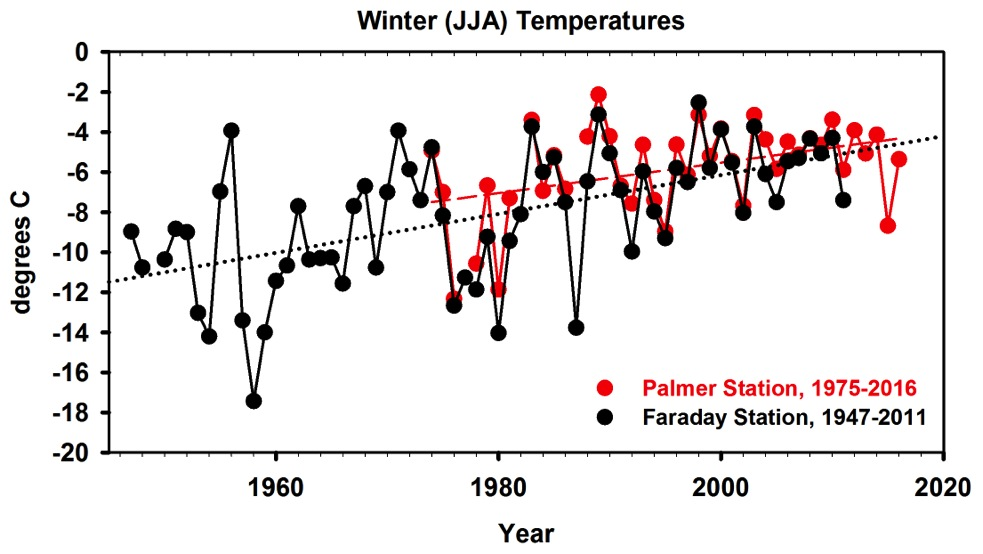 Winter (JJA) Temperatures
degrees C
0
-2
-4
-6
-8
-10
-12
-14
-16
-18
-20
Palmer Station, 1975-2016
Faraday Station, 1947-2011
1960 1980 2000 2020
Year